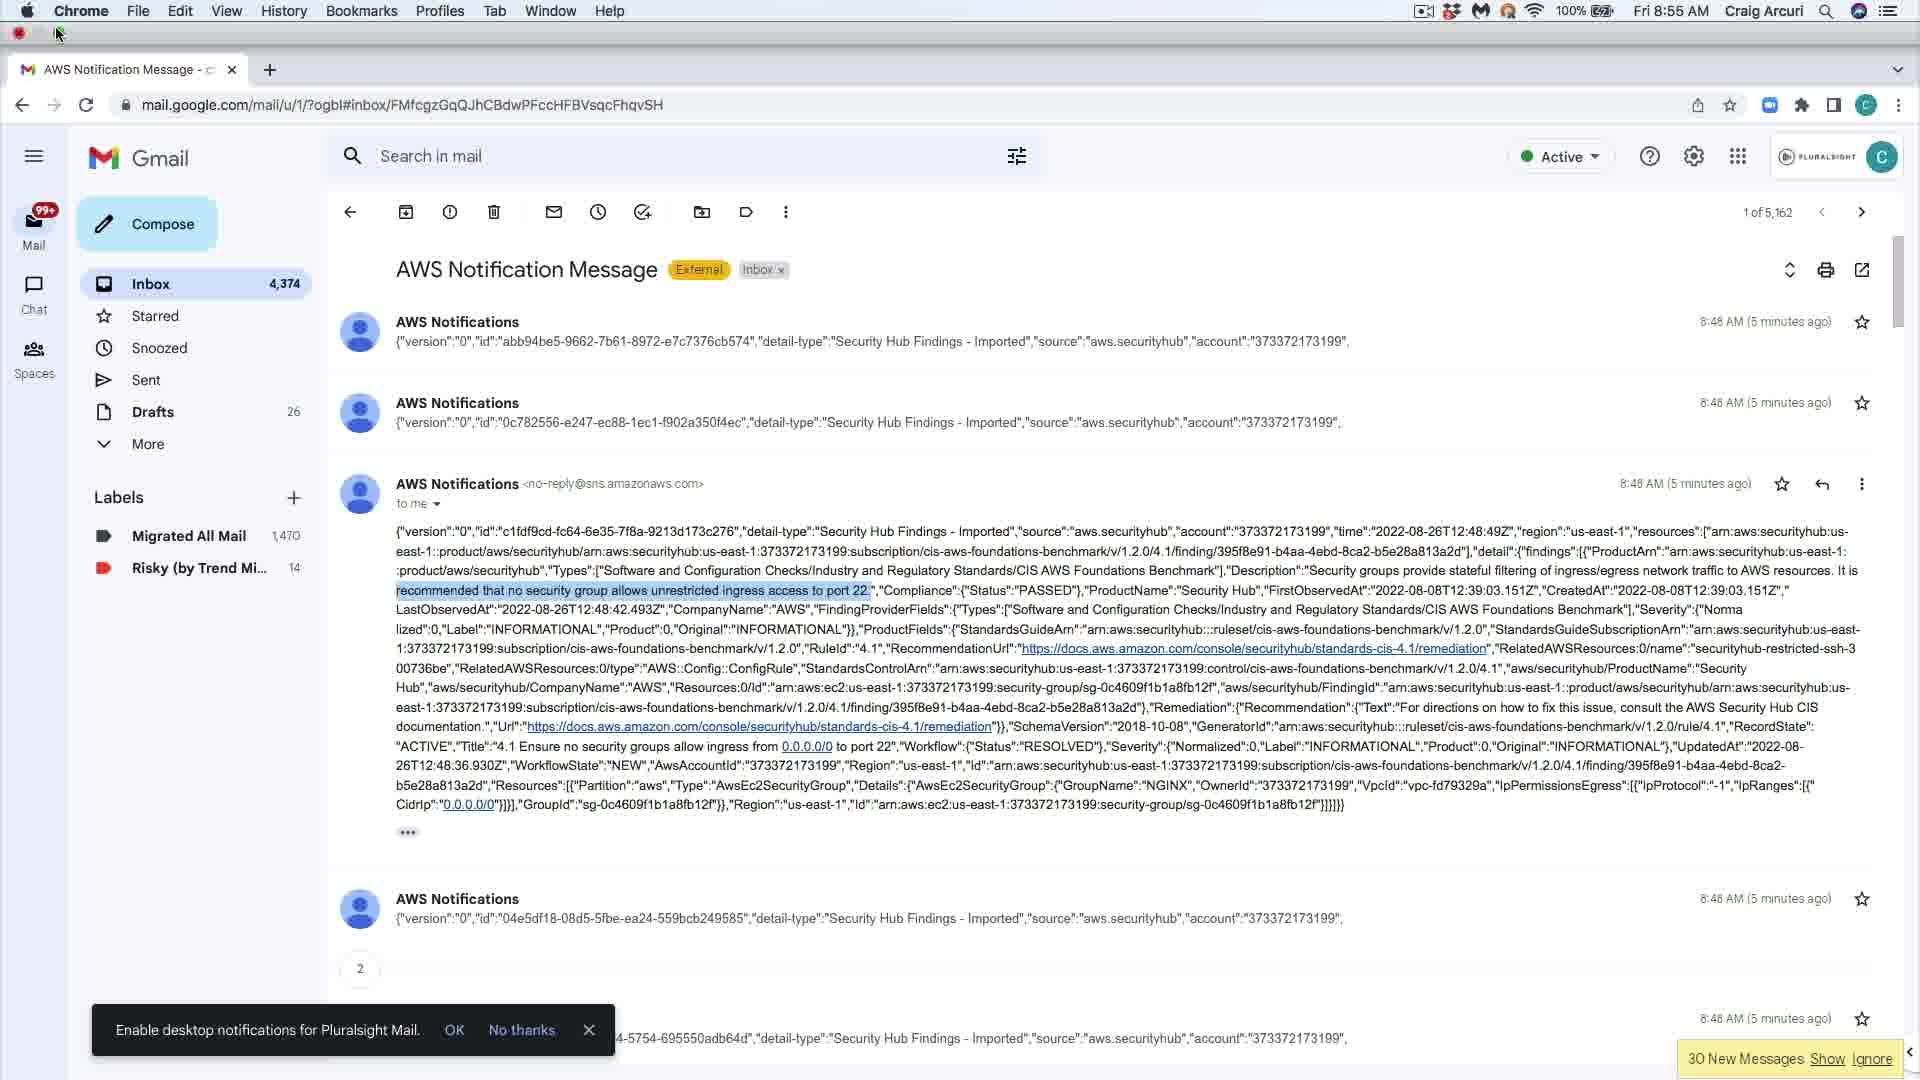 Chrome File Edit View History Bookmarks Profiles Tab Window Help 100% Fri 8:55 AM Craig Arcuri
AWS Notification Message -
mail.google.com/mail/u/1/?ogbl#inbox/FMfcgzGqQJhCBdwPFccHFBVsqcFhqvSH
Gmail
Search in mail
Active
PLURALSIGHT
C
99+
Mail
Chat
Spaces
Compose
Inbox 4,374
Starred
Snoozed
Sent
Drafts 26
More
Labels
Migrated All Mail 1,470
Risky (by Trend Mi... 14
1 of 5,162
AWS Notification Message External Inbox x
AWS Notifications 8:48 AM (5 minutes ago)
{"version":"0","id":"abb94be5-9662-7b61-8972-e7c7376cb574","detail-type":"Security Hub Findings - Imported","source":"aws.securityhub","account":"373372173199",
AWS Notifications 8:48 AM (5 minutes ago)
{"version":"0","id":"0c782556-e247-ec88-1ec1-f902a350f4ec","detail-type":"Security Hub Findings - Imported","source":"aws.securityhub","account":"373372173199",
AWS Notifications <no-reply@sns.amazonaws.com> 8:48 AM (5 minutes ago)
to me
{"version":"0","id":"c1fdf9cd-fc64-6e35-7f8a-9213d173c276","detail-type":"Security Hub Findings - Imported","source":"aws.securityhub","account":"373372173199","time":"2022-08-26T12:48:49Z","region":"us-east-1","resources":["arn:aws:securityhub:us-
east-1::product/aws/securityhub/arn:aws:securityhub:us-east-1:373372173199:subscription/cis-aws-foundations-benchmark/v/1.2.0/4.1/finding/395f8e91-b4aa-4ebd-8ca2-b5e28a813a2d"],"detail":{"findings":[{"ProductArn":"arn:aws:securityhub:us-east-1:
:product/aws/securityhub","Types":["Software and Configuration Checks/Industry and Regulatory Standards/CIS AWS Foundations Benchmark"],"Description":"Security groups provide stateful filtering of ingress/egress network traffic to AWS resources. It is
recommended that no security group allows unrestricted ingress access to port 22.","Compliance":{"Status":"PASSED"},"ProductName":"Security Hub","FirstObservedAt":"2022-08-08T12:39:03.151Z","CreatedAt":"2022-08-08T12:39:03.151Z","
LastObservedAt":"2022-08-26T12:48:42.493Z","CompanyName":"AWS","FindingProviderFields":{"Types":["Software and Configuration Checks/Industry and Regulatory Standards/CIS AWS Foundations Benchmark"],"Severity":{"Norma
lized":0,"Label":"INFORMATIONAL","Product":0,"Original":"INFORMATIONAL"}},"ProductFields":{"StandardsGuideArn":"arn:aws:securityhub:::ruleset/cis-aws-foundations-benchmark/v/1.2.0","StandardsGuideSubscriptionArn":"arn:aws:securityhub:us-east-
1:373372173199:subscription/cis-aws-foundations-benchmark/v/1.2.0","RuleId":"4.1","RecommendationUrl":"https://docs.aws.amazon.com/console/securityhub/standards-cis-4.1/remediation","RelatedAWSResources:0/name":"securityhub-restricted-ssh-3
00736be","RelatedAWSResources:0/type":"AWS::Config::ConfigRule","StandardsControlArn":"arn:aws:securityhub:us-east-1:373372173199:control/cis-aws-foundations-benchmark/v/1.2.0/4.1","aws/securityhub/ProductName":"Security
Hub","aws/securityhub/CompanyName":"AWS","Resources:0/Id":"arn:aws:ec2:us-east-1:373372173199:security-group/sg-0c4609f1b1a8fb12f","aws/securityhub/FindingId":"arn:aws:securityhub:us-east-1::product/aws/securityhub/arn:aws:securityhub:us-
east-1:373372173199:subscription/cis-aws-foundations-benchmark/v/1.2.0/4.1/finding/395f8e91-b4aa-4ebd-8ca2-b5e28a813a2d"},"Remediation":{"Recommendation":{"Text":"For directions on how to fix this issue, consult the AWS Security Hub CIS
documentation.","Url":"https://docs.aws.amazon.com/console/securityhub/standards-cis-4.1/remediation"}},"SchemaVersion":"2018-10-08","GeneratorId":"arn:aws:securityhub:::ruleset/cis-aws-foundations-benchmark/v/1.2.0/rule/4.1","RecordState":
"ACTIVE","Title":"4.1 Ensure no security groups allow ingress from 0.0.0.0/0 to port 22","Workflow":{"Status":"RESOLVED"},"Severity":{"Normalized":0,"Label":"INFORMATIONAL","Product":0,"Original":"INFORMATIONAL"},"UpdatedAt":"2022-08-
26T12:48:36.930Z","WorkflowState":"NEW","AwsAccountId":"373372173199","Region":"us-east-1","Id":"arn:aws:securityhub:us-east-1:373372173199:subscription/cis-aws-foundations-benchmark/v/1.2.0/4.1/finding/395f8e91-b4aa-4ebd-8ca2-
b5e28a813a2d","Resources":[{"Partition":"aws","Type":"AwsEc2SecurityGroup","Details":{"AwsEc2SecurityGroup":{"GroupName":"NGINX","OwnerId":"373372173199","VpcId":"vpc-fd79329a","IpPermissionsEgress":[{"IpProtocol":"-1","IpRanges":[{"
CidrIp":"0.0.0.0/0"}]}],"GroupId":"sg-0c4609f1b1a8fb12f"}},"Region":"us-east-1","Id":"arn:aws:ec2:us-east-1:373372173199:security-group/sg-0c4609f1b1a8fb12f"}]}]}}
AWS Notifications 8:48 AM (5 minutes ago)
{"version":"0","id":"04e5df18-08d5-5fbe-ea24-559bcb249585","detail-type":"Security Hub Findings - Imported","source":"aws.securityhub","account":"373372173199",
2
8:48 AM (5 minutes ago)
4-5754-695550adb64d","detail-type":"Security Hub Findings - Imported","source":"aws.securityhub","account":"373372173199",
Enable desktop notifications for Pluralsight Mail. OK No thanks
30 New Messages Show Ignore